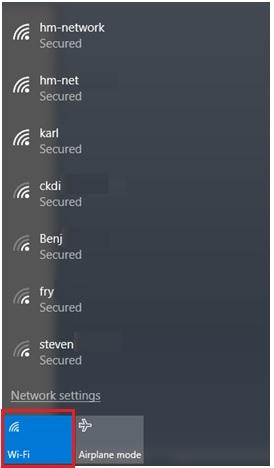 hm-network
Secured
hm-net
Secured
karl
Secured
ckdi
Secured
Benj
Secured
fry
Secured
steven
Secured
Network settings
Wi-Fi
Airplane mode